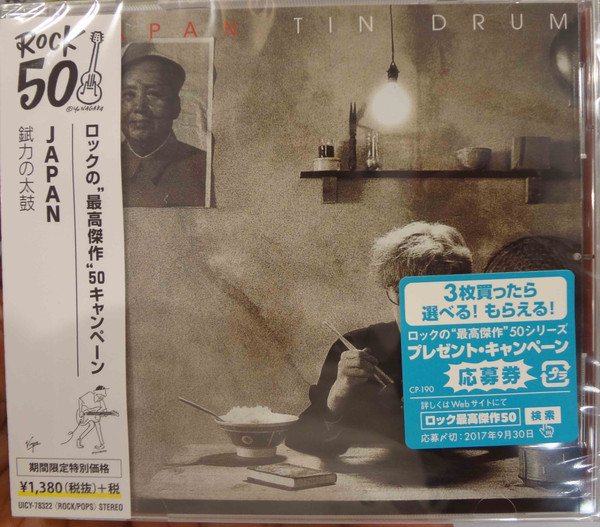 Rock
50
ロックの"最高傑作"50キャンペーン
JAPAN
錻力の太鼓
期間限定特別価格
¥1,380(税抜)+税
UICY-78322 (ROCK/POPS) STEREO
PAN TIN DRUM
3枚買ったら
選べる! もらえる!
ロックの"最高傑作"50シリーズ
プレゼント・キャンペーン
CP-190
応募券
詳しくはWebサイトにて
ロック最高傑作50 検索
応募〆切:2017年9月30日